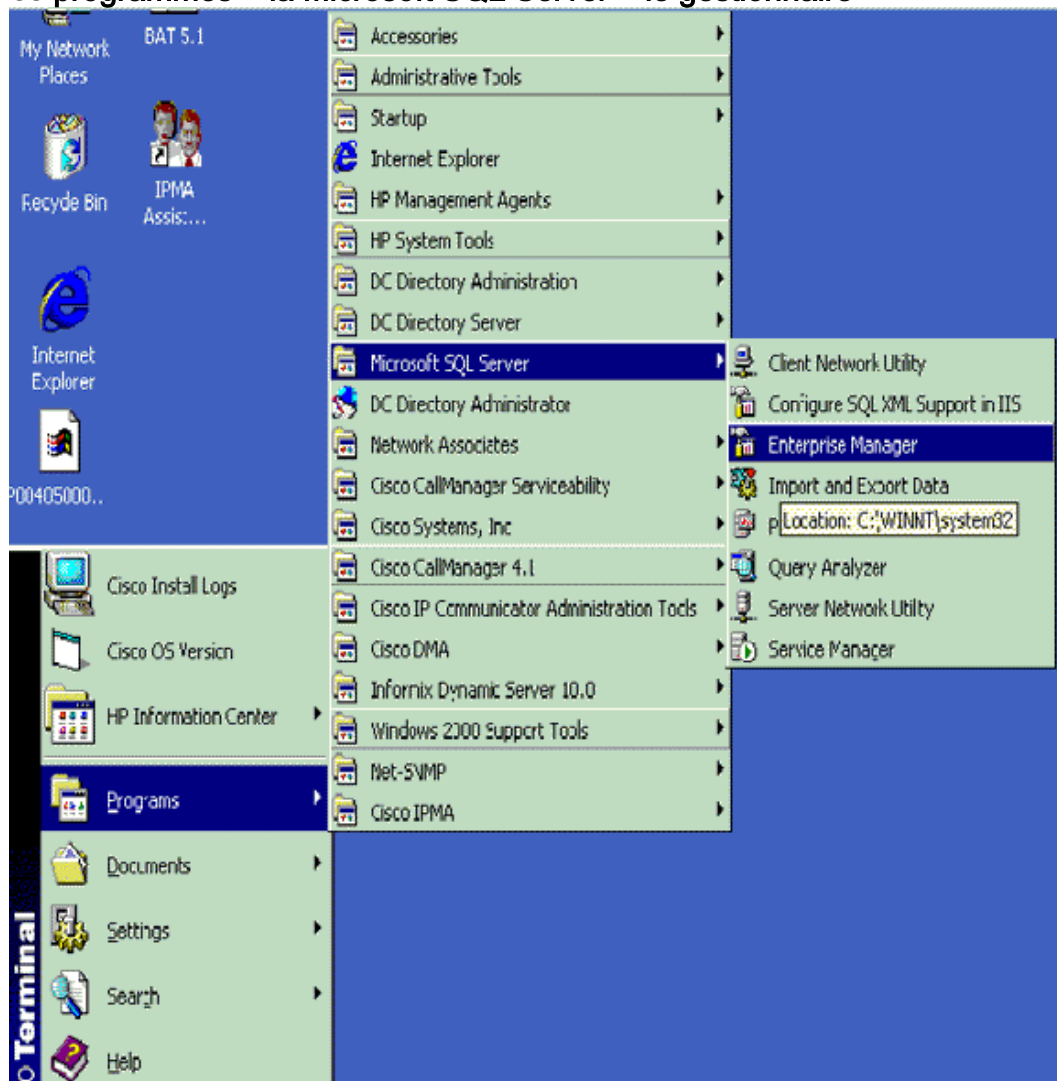 My Network
Places
BAT 5.1
Recycle Bin
IPMA
Assis:...
Internet
Explorer
P00405000..
Accessories
Administrative Tools
Startup
Internet Explorer
HP Management Agents
HP System Tools
DC Directory Administration
DC Directory Server
Microsoft SQL Server
DC Directory Administrator
Network Associates
Cisco CallManager Serviceability
Cisco Systems, Inc
Cisco CallManager 4.1
Cisco IP Communicator Administration Tools
Cisco DMA
Informix Dynamic Server 10.0
Windows 2000 Support Tools
Net-SNMP
Cisco IPMA
Client Network Utility
Configure SQL XML Support in IIS
Enterprise Manager
Import and Export Data
p
Location: C:\WINNT\system32
Query Analyzer
Server Network Utility
Service Manager
Cisco Install Logs
Cisco OS Version
HP Information Center
Programs
Documents
Settings
Search
Help
Terminal